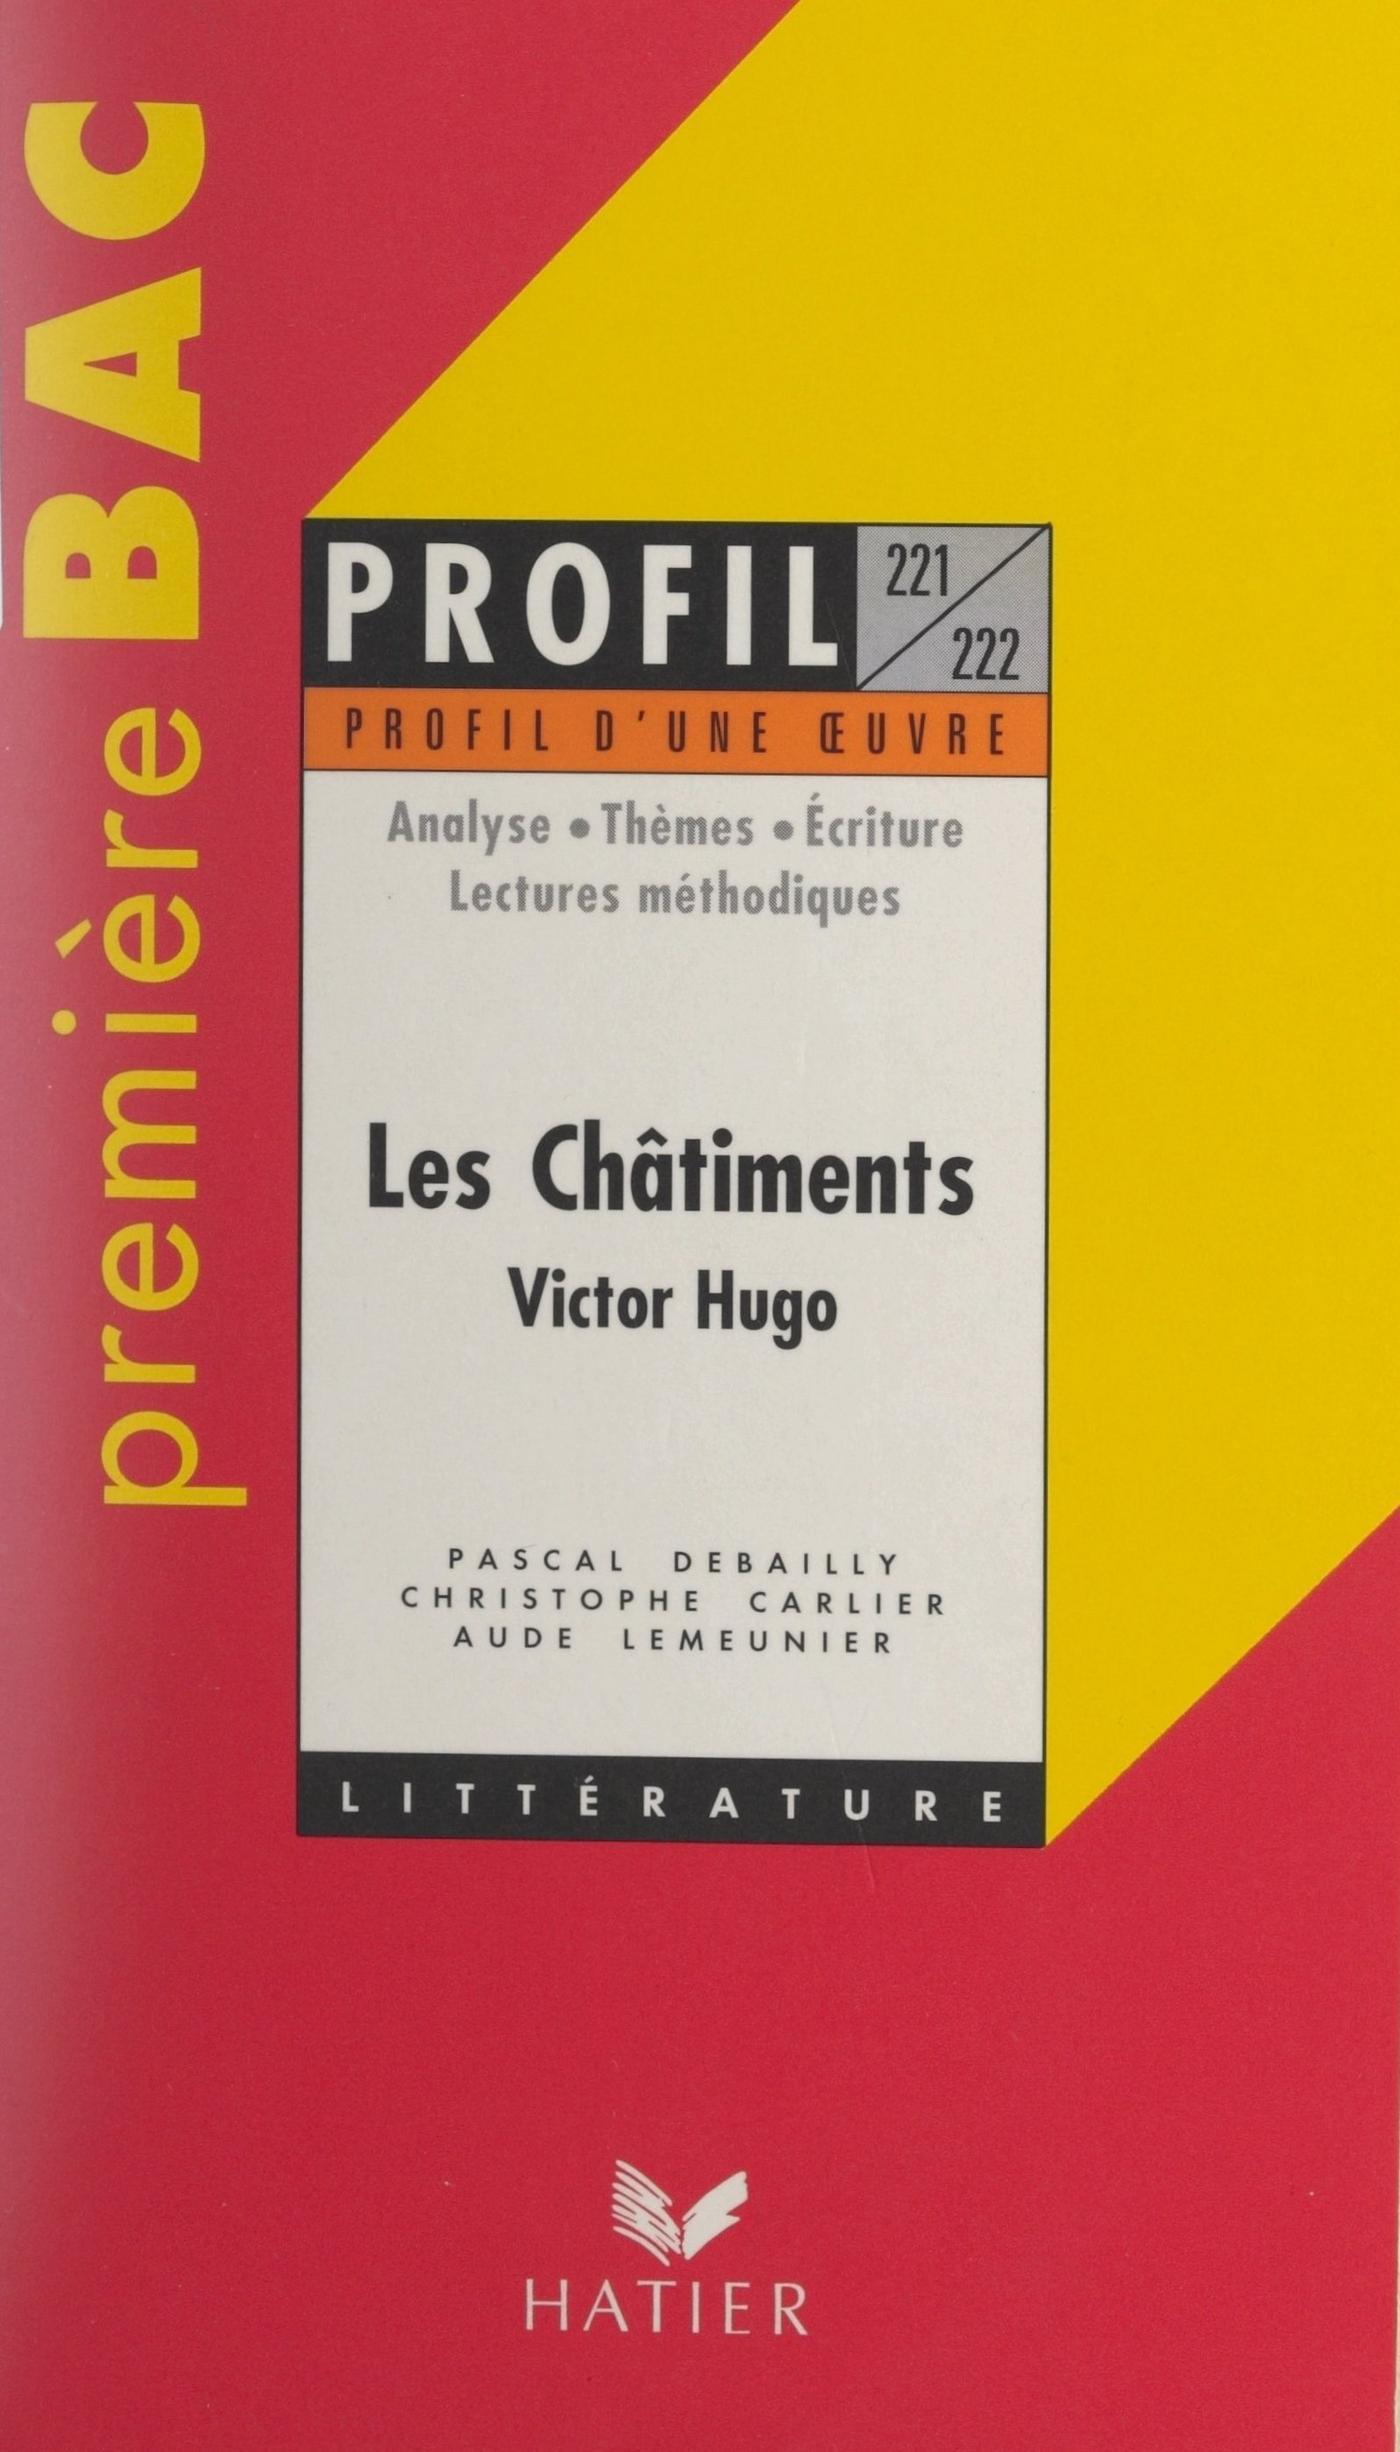 première BAC
PROFIL
221
222
PROFIL D'UNE ŒUVRE
Analyse • Thèmes • Écriture
Lectures méthodiques
Les Châtiments
Victor Hugo
PASCAL DEBAILLY
CHRISTOPHE CARLIER
AUDE LEMEUNIER
LITTÉRATURE
HATIER